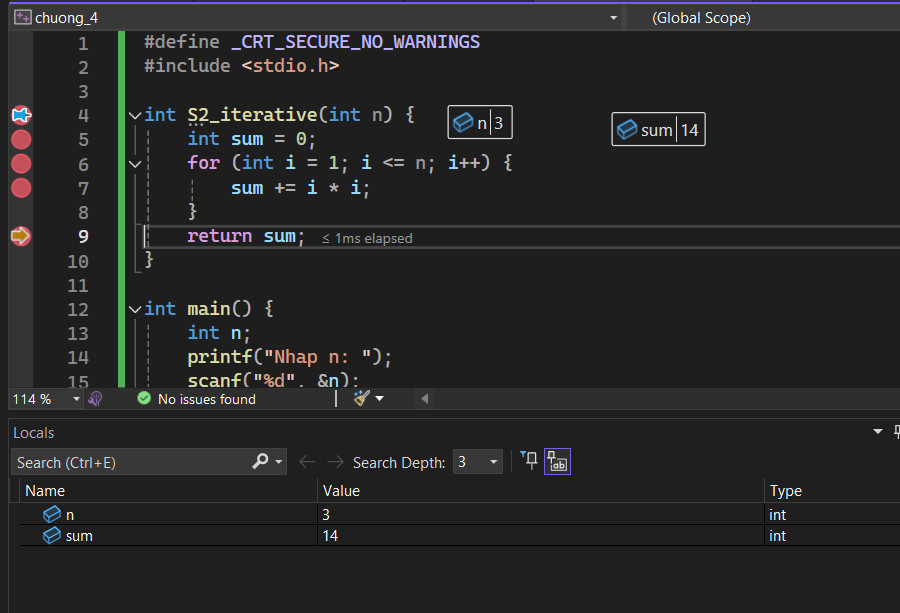 chuong_4 (Global Scope)
1 #define _CRT_SECURE_NO_WARNINGS
2 #include <stdio.h>
3
4 int S2_iterative(int n) { n 3 sum 14
5 int sum = 0;
6 for (int i = 1; i <= n; i++) {
7 sum += i * i;
8 }
9 return sum; ≤ 1ms elapsed
10 }
11
12 int main() {
13 int n;
14 printf("Nhap n: ");
15 scanf("%d", &n);
114 % No issues found
Locals
Search (Ctrl+E) Search Depth: 3
Name Value Type
n 3 int
sum 14 int